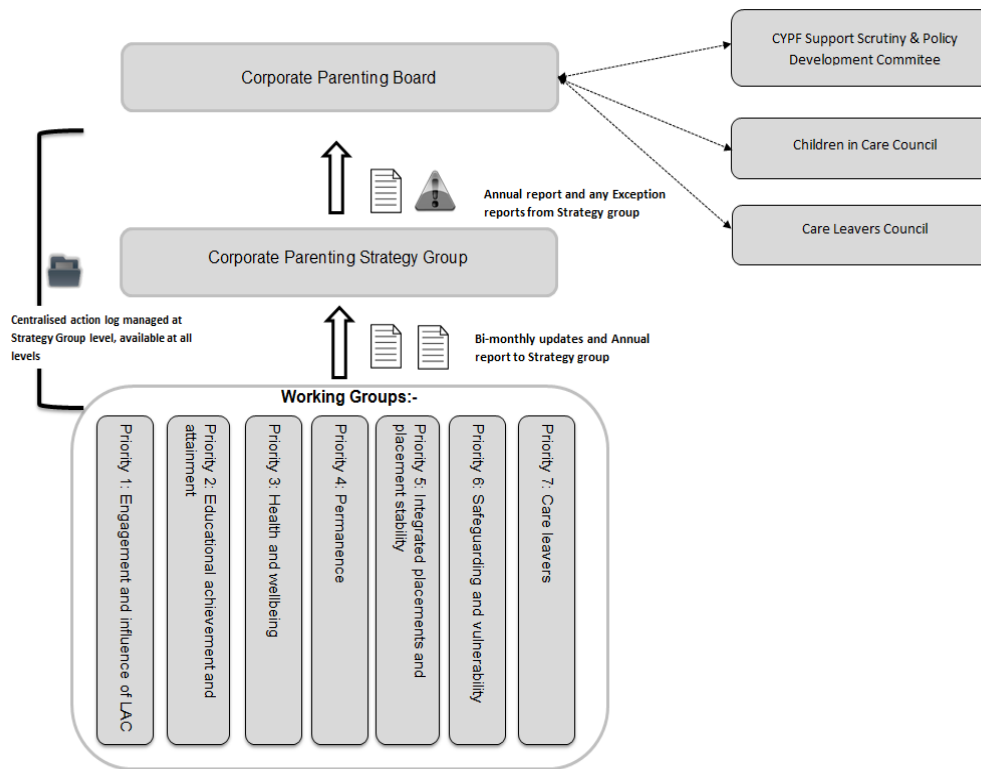 CYPF Support Scrutiny & Policy
Development Commitee
Corporate Parenting Board
Children in Care Council
Annual report and any Exception
reports from Strategy group
Care Leavers Council
Corporate Parenting Strategy Group
Centralised action log managed at
Strategy Group level, available at all
levels
Bi-monthly updates and Annual
report to Strategy group
Working Groups:-
Priority 1: Engagement and influence of LAC
Priority 2: Educational achievement and
attainment
Priority 3: Health and wellbeing
Priority 4: Permanence
Priority 5: Integrated placements and
placement stability
Priority 6: Safeguarding and vulnerability
Priority 7: Care leavers